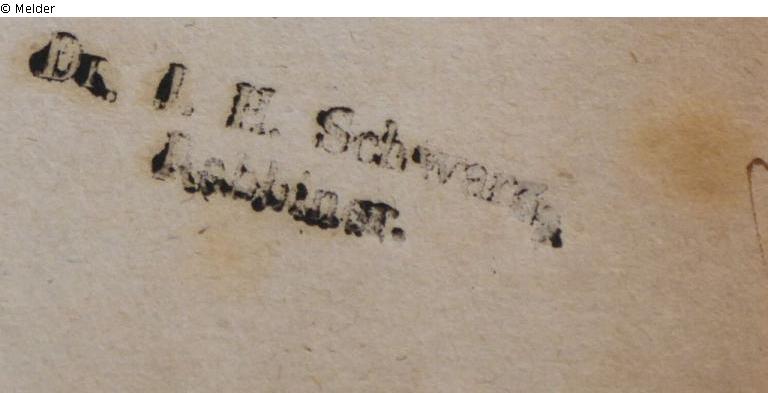 © Melder
Dr. J. H. Schwarz,
Rabbiner.